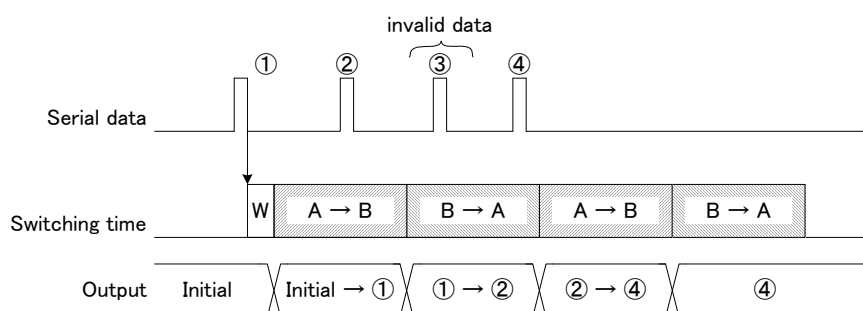 invalid data
① ② ③ ④
Serial data
Switching time W A → B B → A A → B B → A
Output Initial Initial → ① ① → ② ② → ④ ④